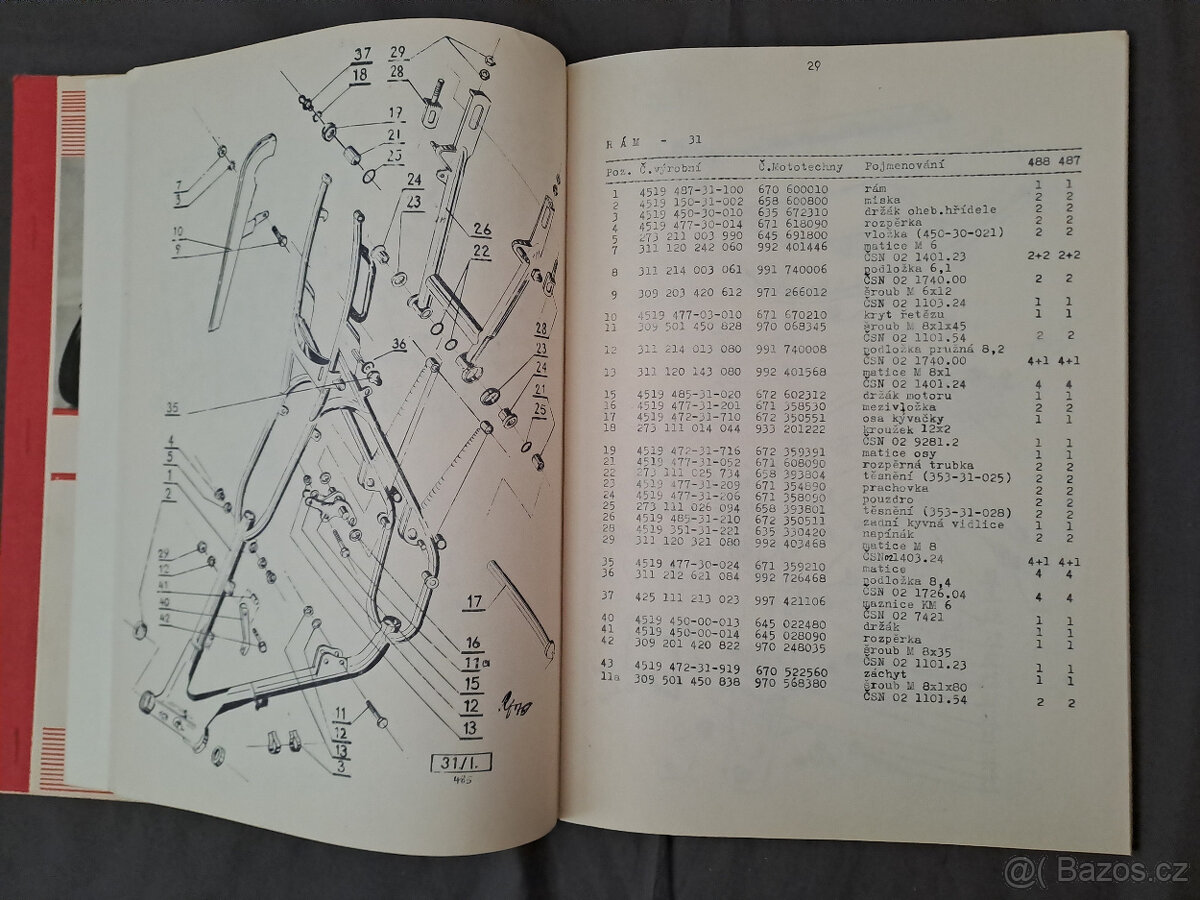 37
18
29
28
19
21
25
24
23
7
3
10
9
26
22
36
28
23
24
21
25
35
4
5
1
2
29
12
41
40
42
17
16
11a
15
12
13
11
12
13
3
31./I.
485
29
RÁM - 31
Poz. Č.výrobní Č.Mototechny Pojmenování 488 487
1 4519 487-31-100 670 600010 rám 1 1
2 4519 150-31-002 658 600800 miska 2 2
3 4519 450-30-010 635 672310 držák oheb.hřídele 2 2
4 4519 477-30-014 671 618090 rozpěrka 2 2
5 273 211 003 990 645 691800 vložka (450-30-021) 2 2
7 311 120 242 060 992 401446 matice M 6
ČSN 02 1401.23 2+2 2+2
8 311 214 003 061 991 740006 podložka 6,1
ČSN 02 1740.00 2 2
9 309 203 420 612 971 266012 šroub M 6x12
ČSN 02 1103.24 1 1
10 4519 477-03-010 671 670210 kryt řetězu 1 1
11 309 501 450 828 970 068345 šroub M 8x1x45
ČSN 02 1101.54 2 2
12 311 214 013 080 991 740008 podložka pružná 8,2
ČSN 02 1740.00 4+1 4+1
13 311 120 143 080 992 401568 matice M 8x1
ČSN 02 1401.24 4 4
15 4519 485-31-020 672 602312 držák motoru 1 1
16 4519 477-31-201 671 358530 mezivložka 2 2
17 4519 472-31-710 672 350551 osa kývačky 1 1
18 273 111 014 044 933 201222 kroužek 12x2
ČSN 02 9281.2 1 1
19 4519 472-31-716 672 359391 matice osy 1 1
21 4519 477-31-052 671 608090 rozpěrná trubka 2 2
22 273 111 025 734 658 393804 těsnění (353-31-025) 2 2
23 4519 477-31-209 671 354890 prachovka 2 2
24 4519 477-31-206 671 358090 pouzdro 2 2
25 273 111 026 094 658 393801 těsnění (353-31-028) 2 2
26 4519 485-31-210 672 350511 zadní kyvná vidlice 1 1
28 4519 351-31-221 635 330420 napínák 2 2
29 311 120 321 080 992 403468 matice M 8
ČSN 02 1403.24 4+1 4+1
35 4519 477-30-024 671 359210 matice 4 4
36 311 212 621 084 992 726468 podložka 8,4
ČSN 02 1726.04 4 4
37 425 111 213 023 997 421106 maznice KM 6
ČSN 02 7421 1 1
40 4519 450-00-013 645 022480 držák 1 1
41 4519 450-00-014 645 028090 rozpěrka 1 1
42 309 201 420 822 970 248035 šroub M 8x35
ČSN 02 1101.23 1 1
43 4519 472-31-919 670 522560 záchyt 1 1
11a 309 501 450 838 970 568380 šroub M 8x1x80
ČSN 02 1101.54 2 2
@( Bazos.cz